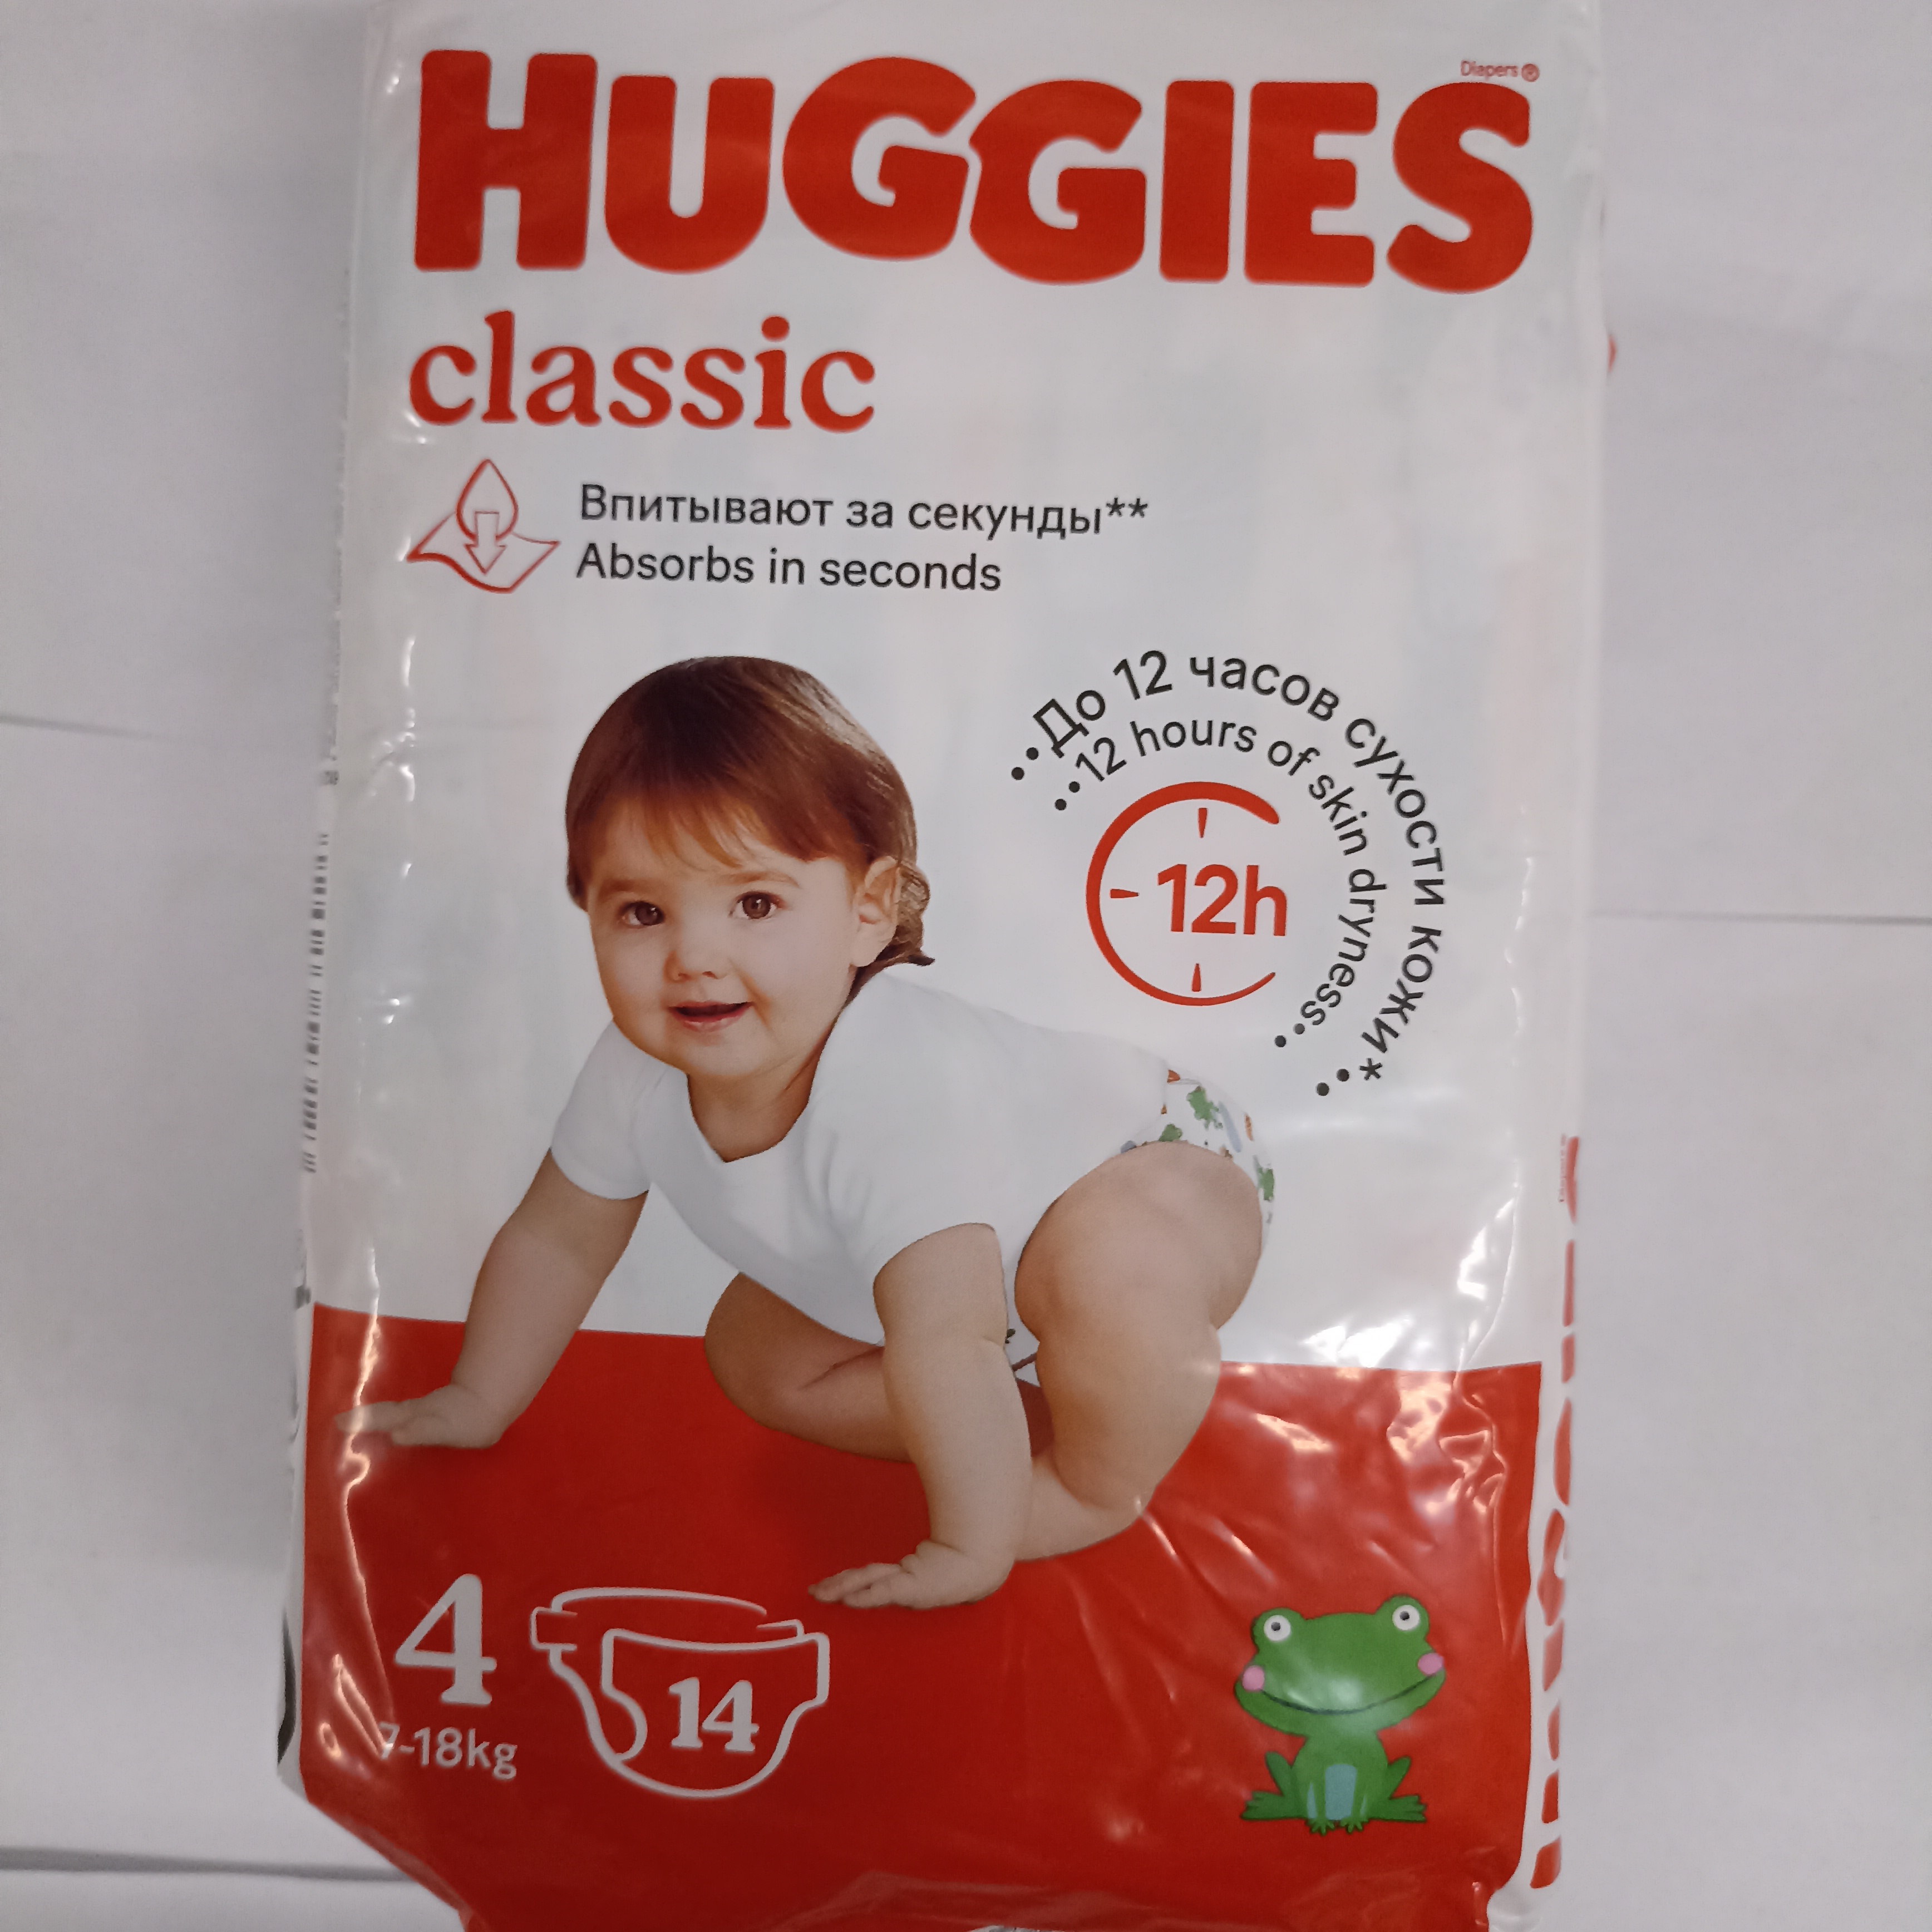 Diapers
HUGGIES
classic
Впитывают за секунды**
Absorbs in seconds
••До 12 часов сухости кожи*••
••12 hours of skin dryness••
12h
4
14
7-18kg